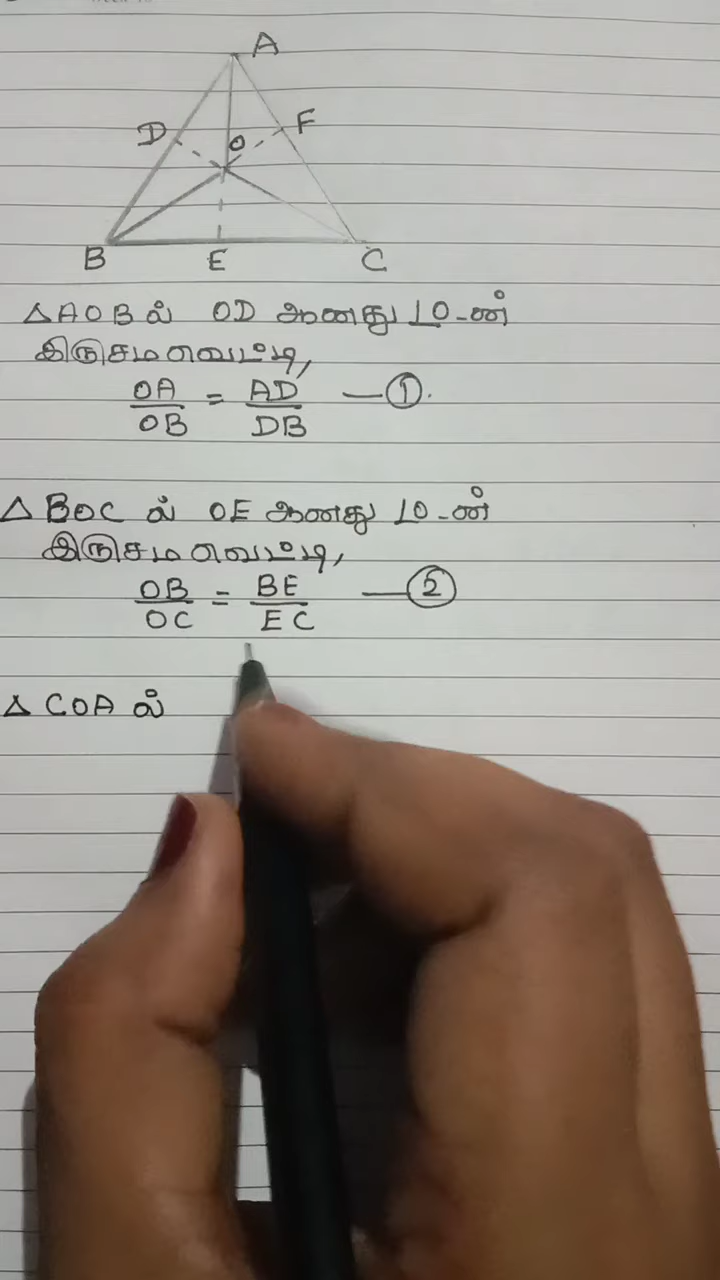 A
D
F
O
B
E
C
△AOB ல் OD ஆனது ∠O-ன்
இருசமவெட்டி,
OA/OB = AD/DB —①.
△BOC ல் OE ஆனது ∠O-ன்
இருசமவெட்டி,
OB/OC = BE/EC —②
△COA ல்